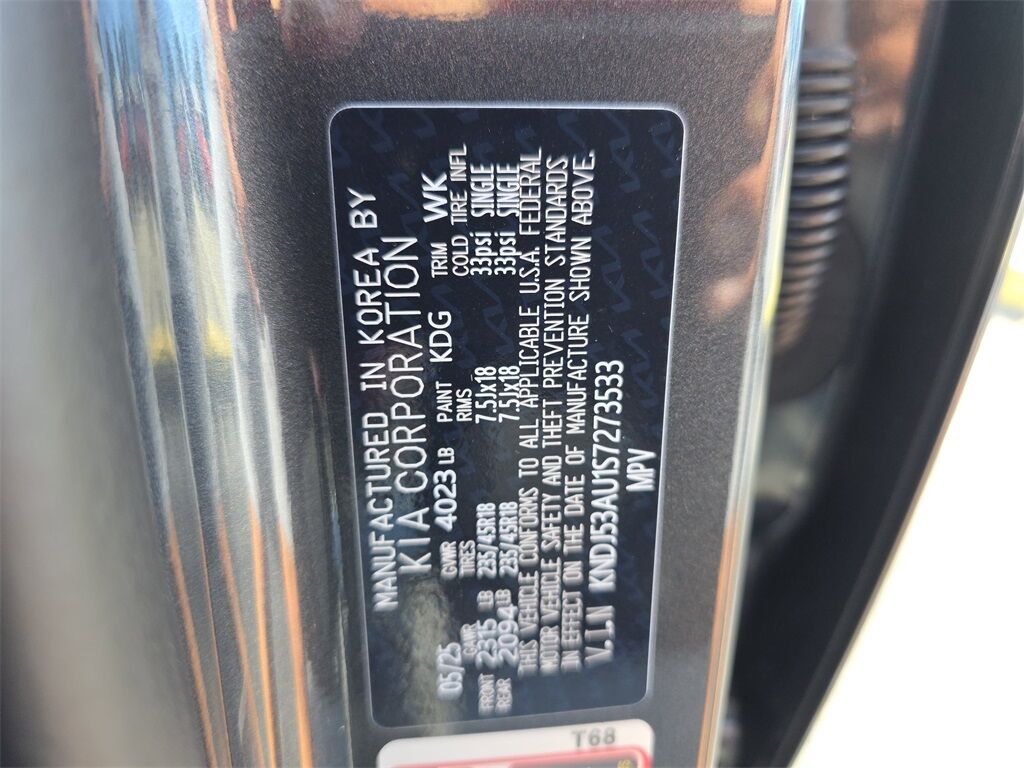 MANUFACTURED IN KOREA BY
KIA CORPORATION
05/25 GVWR 4023 LB PAINT KDG TRIM WK
GAWR TIRES RIMS COLD TIRE INFL
FRONT 2315 LB 235/45R18 7.5Jx18 33psi SINGLE
REAR 2094 LB 235/45R18 7.5Jx18 33psi SINGLE
THIS VEHICLE CONFORMS TO ALL APPLICABLE U.S.A. FEDERAL
MOTOR VEHICLE SAFETY AND THEFT PREVENTION STANDARDS
IN EFFECT ON THE DATE OF MANUFACTURE SHOWN ABOVE.
V.I.N KNDJ53AU1S7273533
MPV
T68